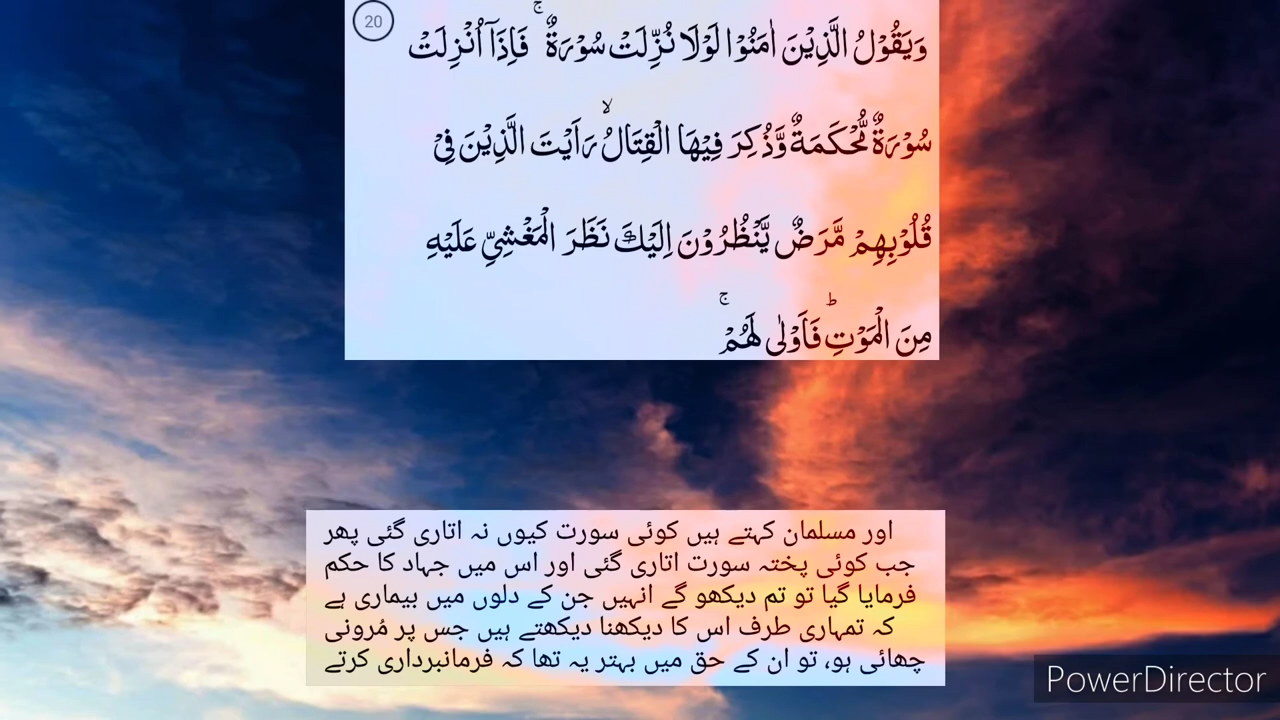 20
وَيَقُوۡلُ الَّذِيۡنَ اٰمَنُوۡا لَوۡلَا نُزِّلَتۡ سُوۡرَةٌ ۚ فَاِذَاۤ اُنۡزِلَتۡ
سُوۡرَةٌ مُّحۡكَمَةٌ وَّذُكِرَ فِيۡهَا الۡقِتَالُ ۙ رَاَيۡتَ الَّذِيۡنَ فِىۡ
قُلُوۡبِهِمۡ مَّرَضٌ يَّنۡظُرُوۡنَ اِلَيۡكَ نَظَرَ الۡمَغۡشِىِّ عَلَيۡهِ
مِنَ الۡمَوۡتِ ؕ فَاَوۡلٰى لَهُمۡ ۚ
اور مسلمان کہتے ہیں کوئی سورت کیوں نہ اتاری گئی پھر
جب کوئی پختہ سورت اتاری گئی اور اس میں جہاد کا حکم
فرمایا گیا تو تم دیکھو گے انہیں جن کے دلوں میں بیماری ہے
کہ تمہاری طرف اس کا دیکھنا دیکھتے ہیں جس پر مُرونی
چھائی ہو، تو ان کے حق میں بہتر یہ تھا کہ فرمانبرداری کرتے
PowerDirector